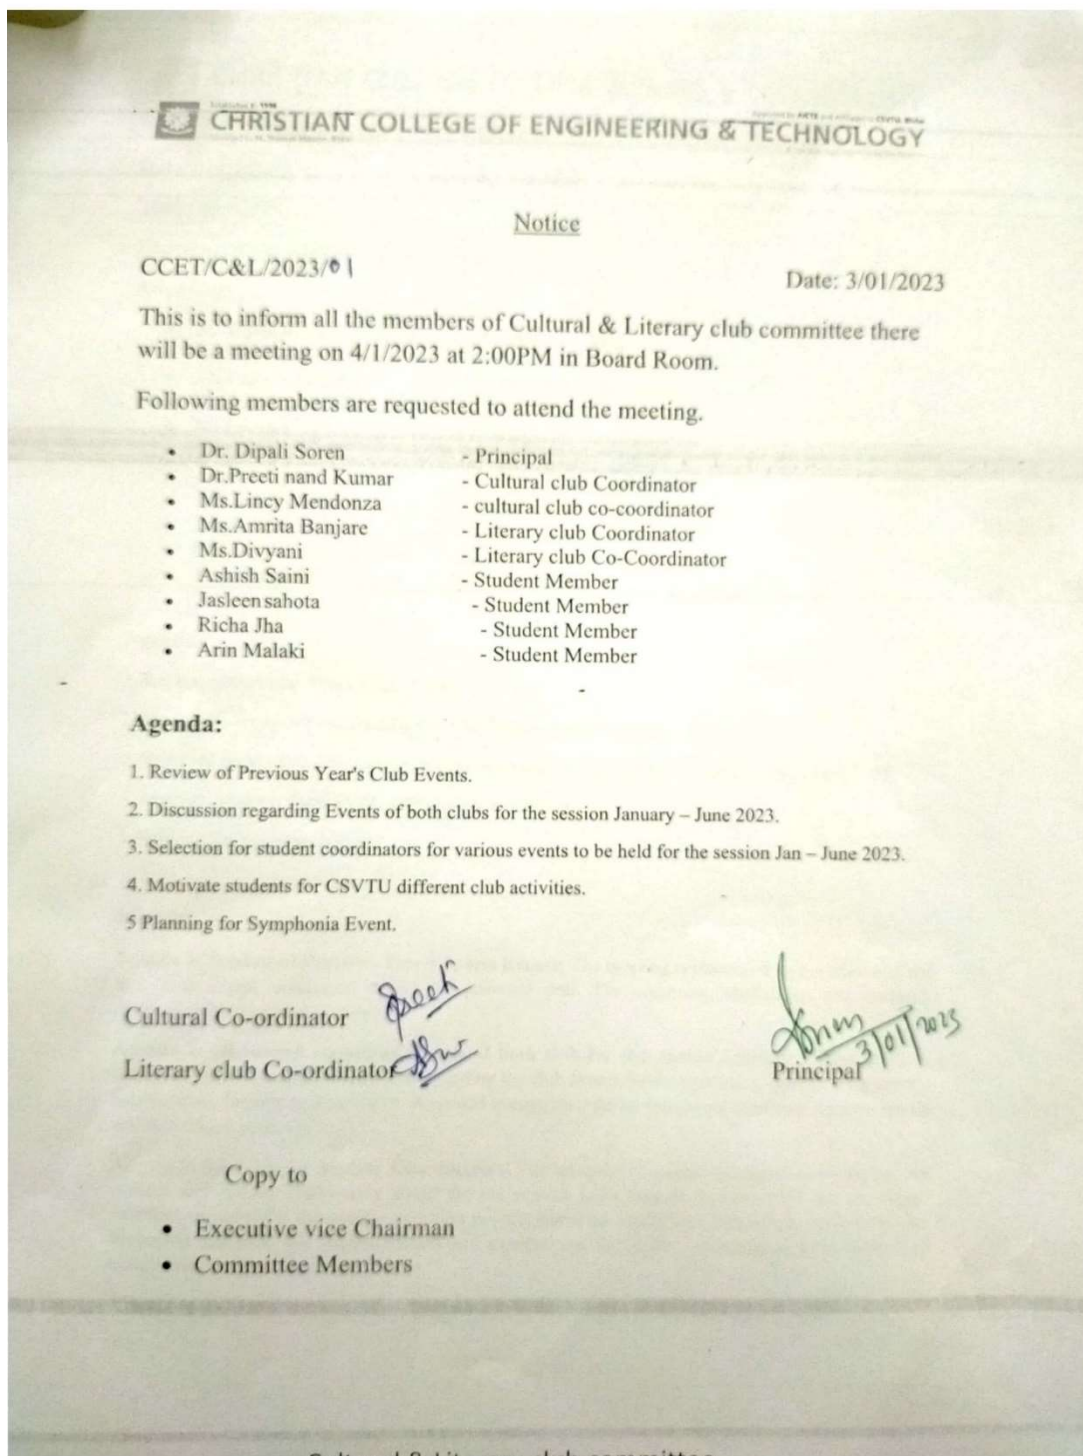 CHRISTIAN COLLEGE OF ENGINEERING & TECHNOLOGY
Notice
CCET/C&L/2023/01
Date: 3/01/2023
This is to inform all the members of Cultural & Literary club committee there
will be a meeting on 4/1/2023 at 2:00PM in Board Room.
Following members are requested to attend the meeting.
• Dr. Dipali Soren - Principal
• Dr.Preeti nand Kumar - Cultural club Coordinator
• Ms.Lincy Mendonza - cultural club co-coordinator
• Ms.Amrita Banjare - Literary club Coordinator
• Ms.Divyani - Literary club Co-Coordinator
• Ashish Saini - Student Member
• Jasleen sahota - Student Member
• Richa Jha - Student Member
• Arin Malaki - Student Member
Agenda:
1. Review of Previous Year's Club Events.
2. Discussion regarding Events of both clubs for the session January – June 2023.
3. Selection for student coordinators for various events to be held for the session Jan – June 2023.
4. Motivate students for CSVTU different club activities.
5 Planning for Symphonia Event.
Cultural Co-ordinator Preeti
Literary club Co-ordinator
3/01/2023
Principal
Copy to
• Executive vice Chairman
• Committee Members